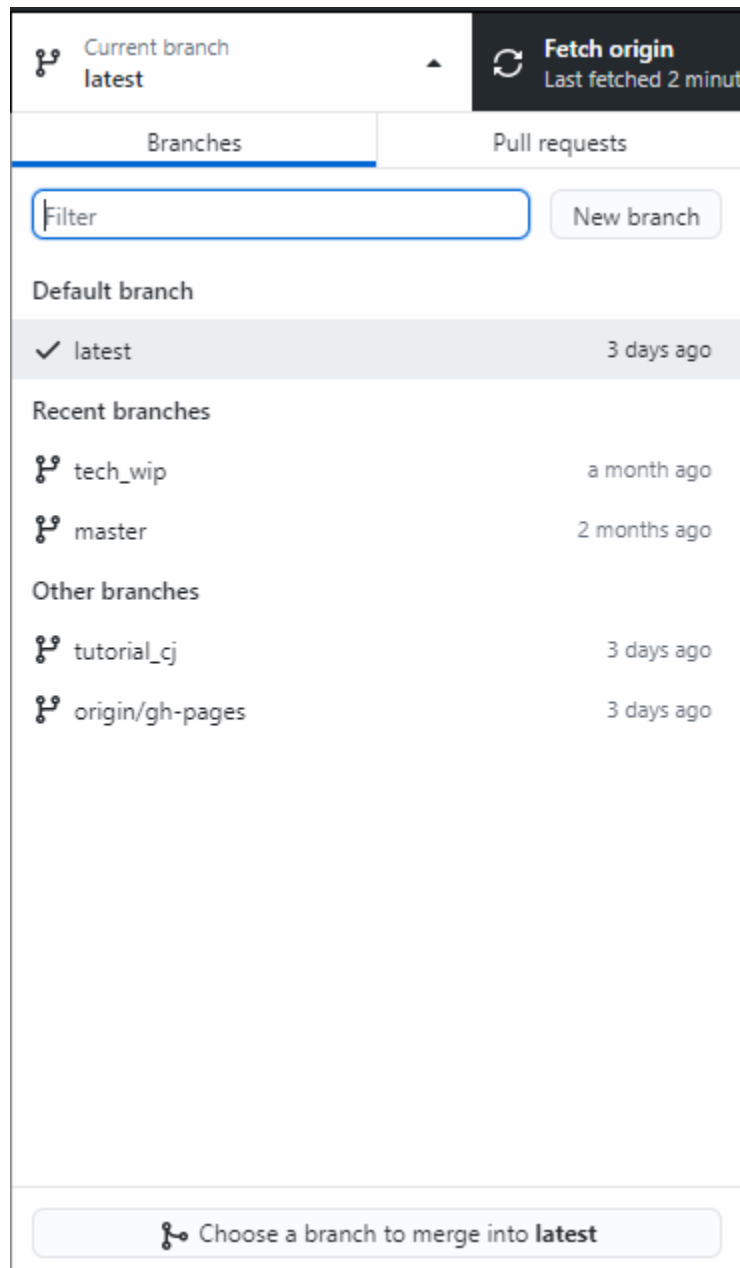 Current branch
latest
Fetch origin
Last fetched 2
Branches
Pull requests
Filter
New branch
Default branch
latest 3 days ago
Recent branches
tech_wip a month ago
master 2 months ago
Other branches
tutorial_cj 3 days ago
origin/gh-pages 3 days ago
Choose a branch to merge into latest